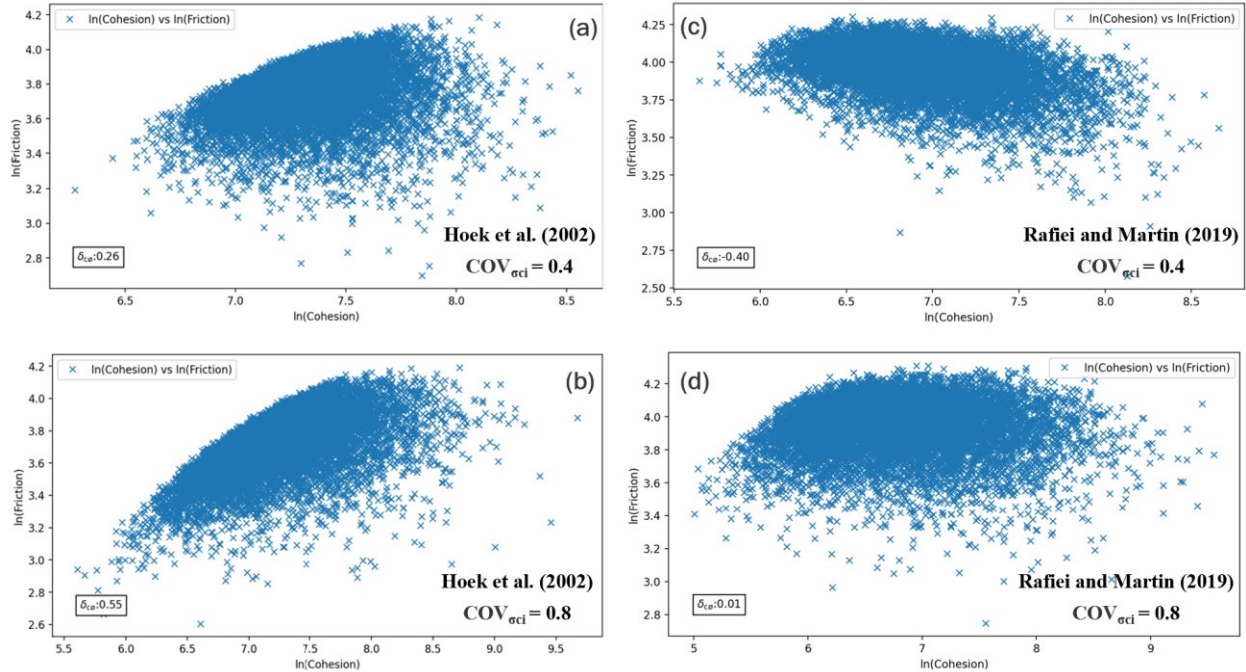 ln(Cohesion) vs ln(Friction)
(a)
4.2
4.0
3.8
3.6
3.4
3.2
3.0
2.8
ln(Friction)
δcø:0.26
Hoek et al. (2002)
COVσci = 0.4
6.5
7.0
7.5
8.0
8.5
ln(Cohesion)
(c)
ln(Cohesion) vs ln(Friction)
4.25
4.00
3.75
3.50
3.25
3.00
2.75
2.50
ln(Friction)
δcø:-0.40
Rafiei and Martin (2019)
COVσci = 0.4
5.5
6.0
6.5
7.0
7.5
8.0
8.5
ln(Cohesion)
ln(Cohesion) vs ln(Friction)
(b)
4.2
4.0
3.8
3.6
3.4
3.2
3.0
2.8
2.6
ln(Friction)
δcø:0.55
Hoek et al. (2002)
COVσci = 0.8
5.5
6.0
6.5
7.0
7.5
8.0
8.5
9.0
9.5
ln(Cohesion)
(d)
ln(Cohesion) vs ln(Friction)
4.2
4.0
3.8
3.6
3.4
3.2
3.0
2.8
ln(Friction)
δcø:0.01
Rafiei and Martin (2019)
COVσci = 0.8
5
6
7
8
9
ln(Cohesion)